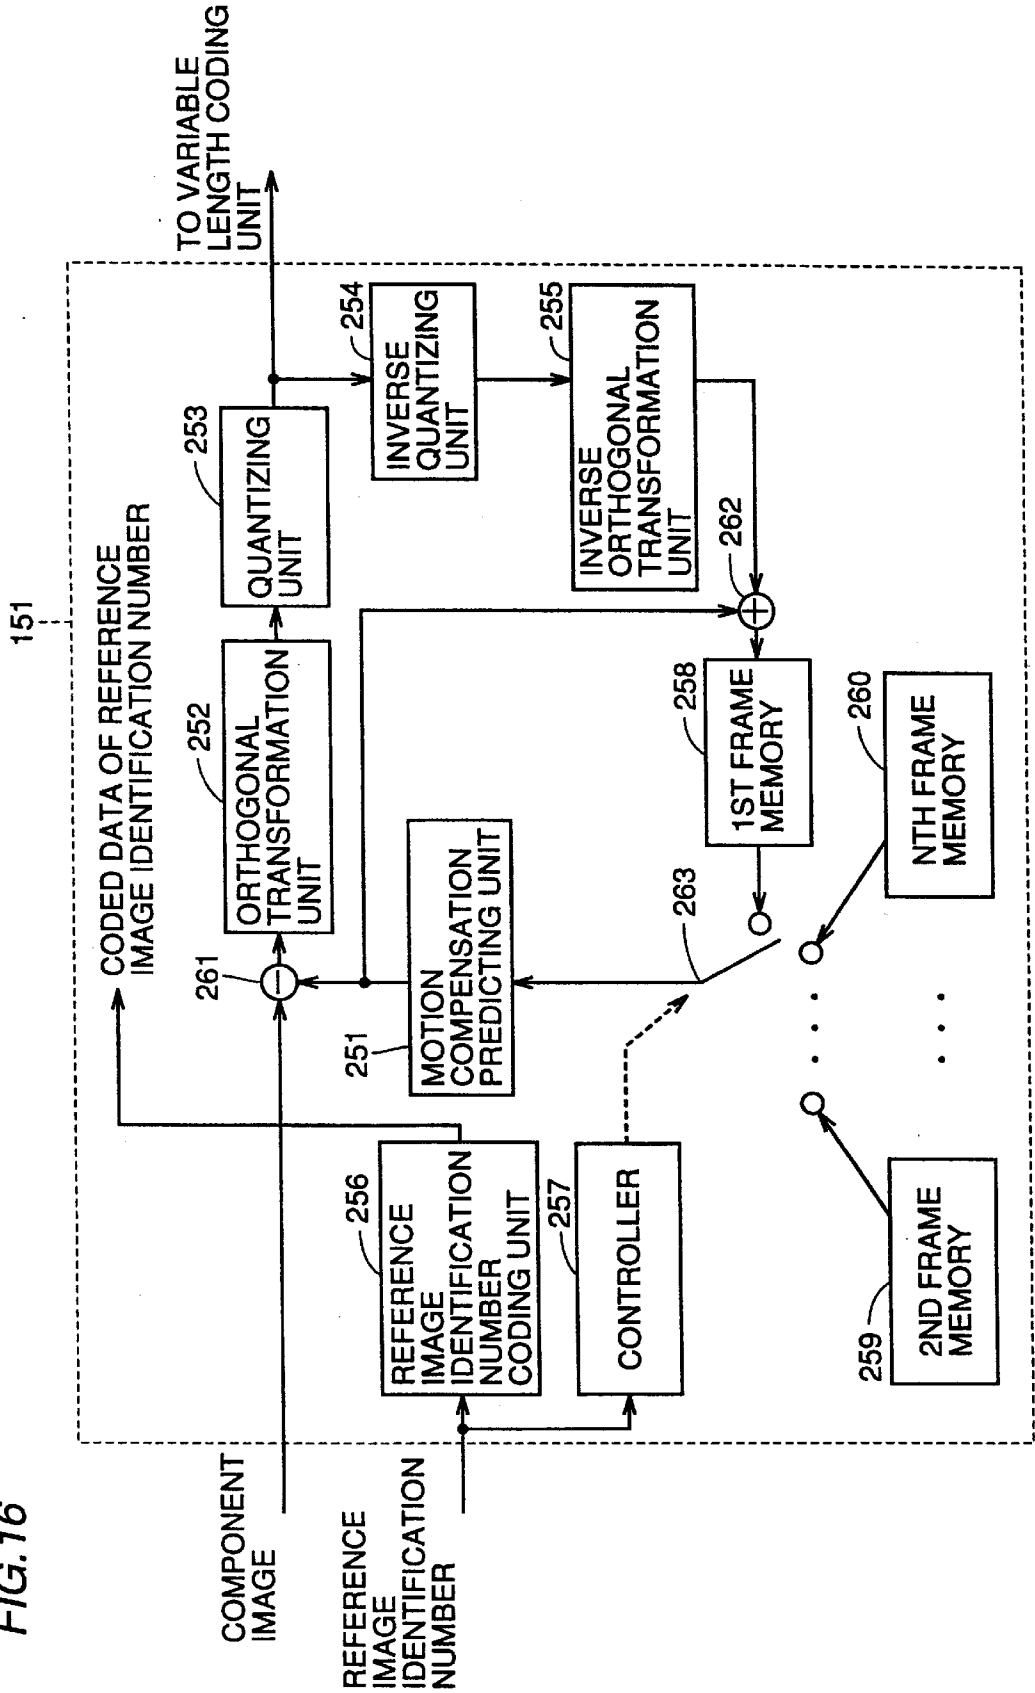 FIG.16
151
COMPONENT
IMAGE
REFERENCE
IMAGE
IDENTIFICATION
NUMBER
CODED DATA OF REFERENCE
IMAGE IDENTIFICATION NUMBER
TO VARIABLE
LENGTH CODING
UNIT
261
252
ORTHOGONAL
TRANSFORMATION
UNIT
253
QUANTIZING
UNIT
254
INVERSE
QUANTIZING
UNIT
255
INVERSE
ORTHOGONAL
TRANSFORMATION
UNIT
256
REFERENCE
IMAGE
IDENTIFICATION
NUMBER
CODING UNIT
251
MOTION
COMPENSATION
PREDICTING UNIT
262
257
CONTROLLER
263
258
1ST FRAME
MEMORY
259
2ND FRAME
MEMORY
260
NTH FRAME
MEMORY